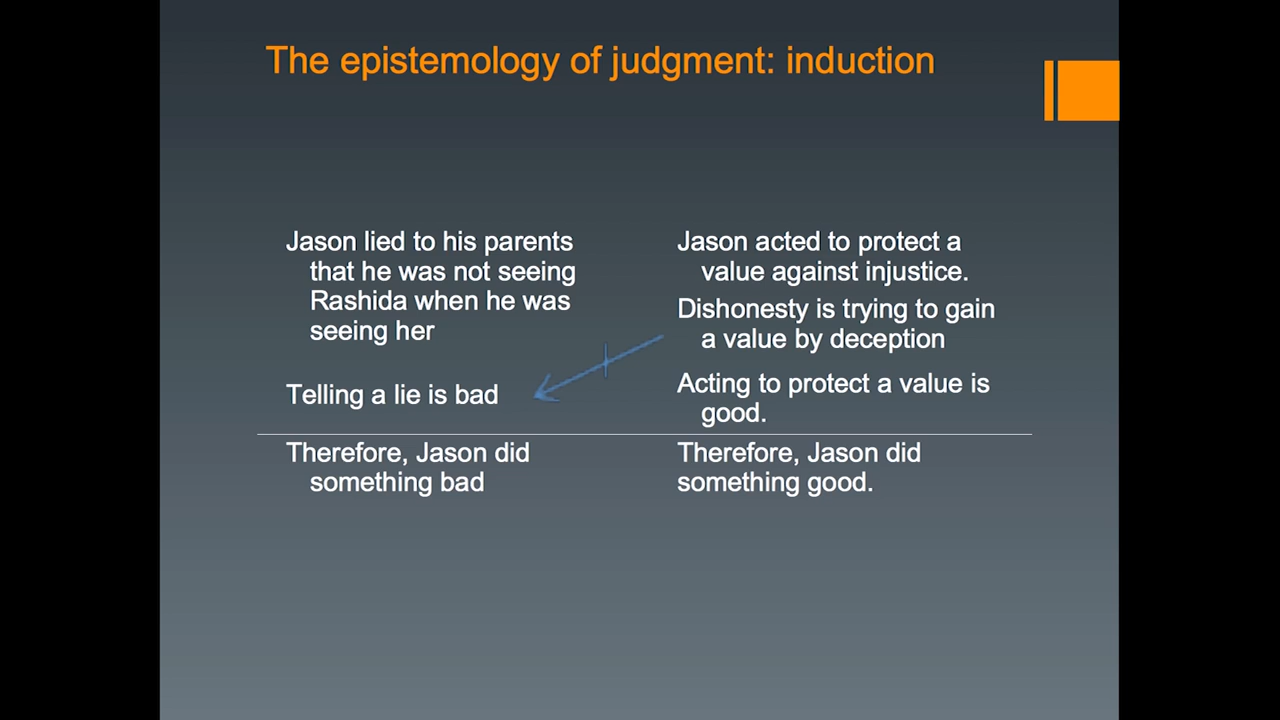 The epistemology of judgment: induction
Jason lied to his parents
that he was not seeing
Rashida when he was
seeing her
Telling a lie is bad
Therefore, Jason did
something bad
Jason acted to protect a
value against injustice.
Dishonesty is trying to gain
a value by deception
Acting to protect a value is
good.
Therefore, Jason did
something good.